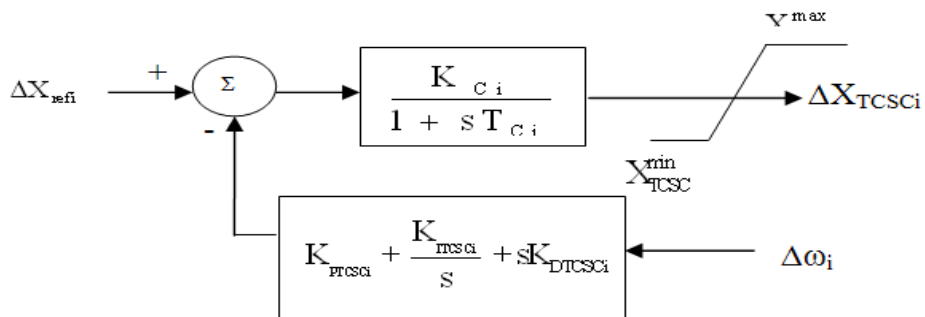 X^max
ΔX_refi
+
Σ
-
K_Ci
1 + sT_Ci
ΔX_TCSCi
X^min_TCSC
K_PTCSCi + K_ITCSCi/s + sK_DTCSCi
Δω_i